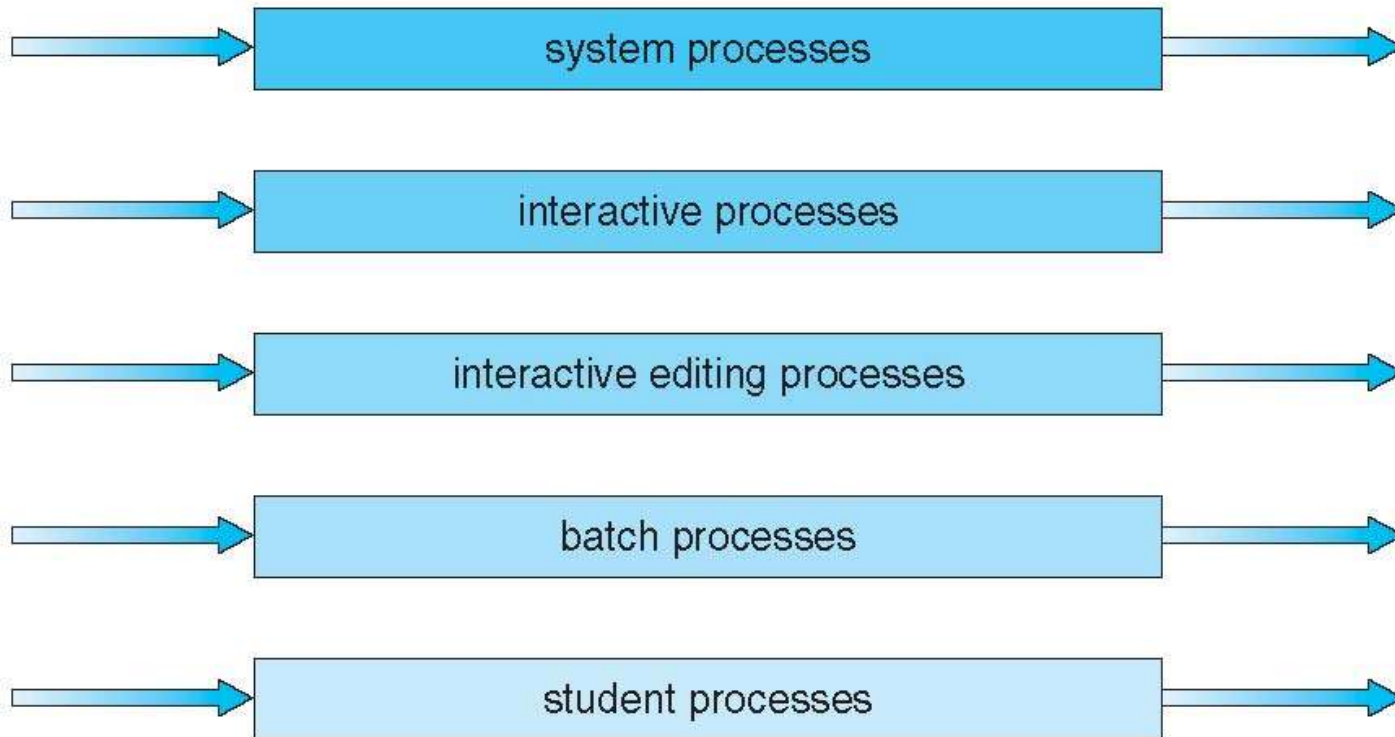 system processes
interactive processes
interactive editing processes
batch processes
student processes